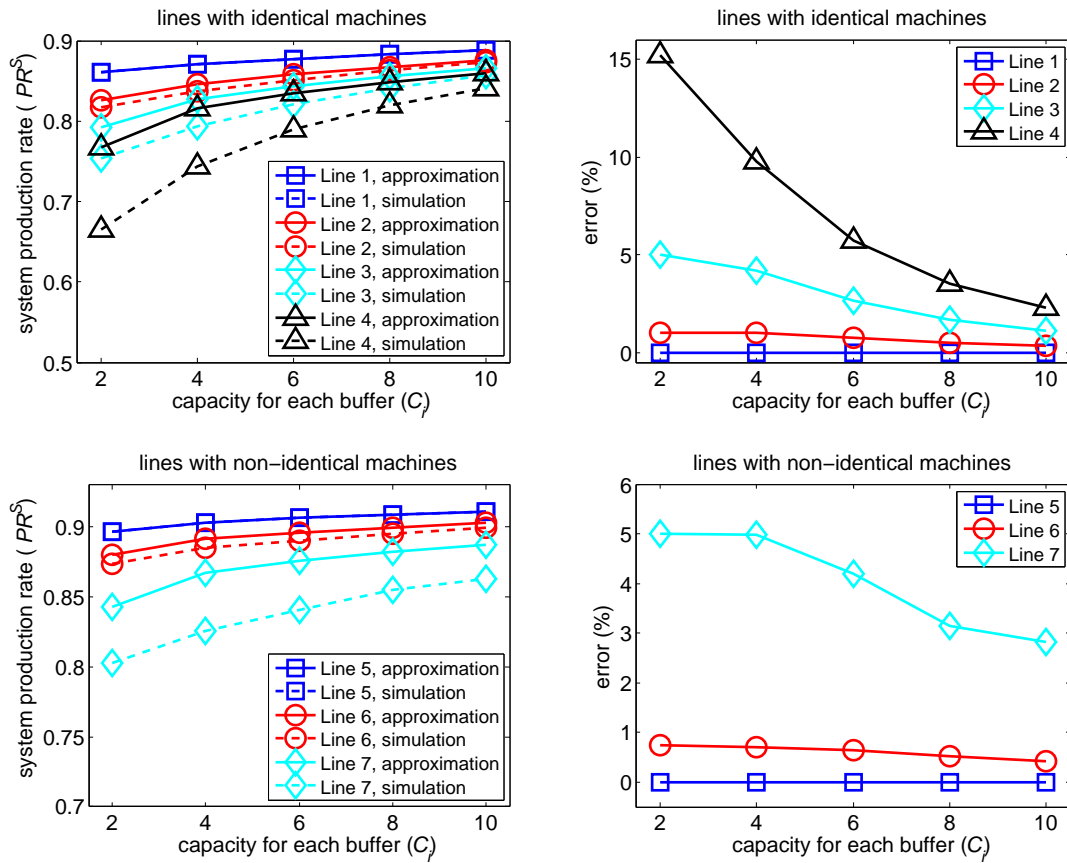 lines with identical machines
system production rate ( PR^S)
0.9
0.8
0.7
0.6
0.5
2 4 6 8 10
capacity for each buffer (C_i)
Line 1, approximation
Line 1, simulation
Line 2, approximation
Line 2, simulation
Line 3, approximation
Line 3, simulation
Line 4, approximation
Line 4, simulation
lines with identical machines
error (%)
15
10
5
0
2 4 6 8 10
capacity for each buffer (C_i)
Line 1
Line 2
Line 3
Line 4
lines with non−identical machines
system production rate ( PR^S)
0.9
0.85
0.8
0.75
0.7
2 4 6 8 10
capacity for each buffer (C_i)
Line 5, approximation
Line 5, simulation
Line 6, approximation
Line 6, simulation
Line 7, approximation
Line 7, simulation
lines with non−identical machines
error (%)
6
5
4
3
2
1
0
2 4 6 8 10
capacity for each buffer (C_i)
Line 5
Line 6
Line 7